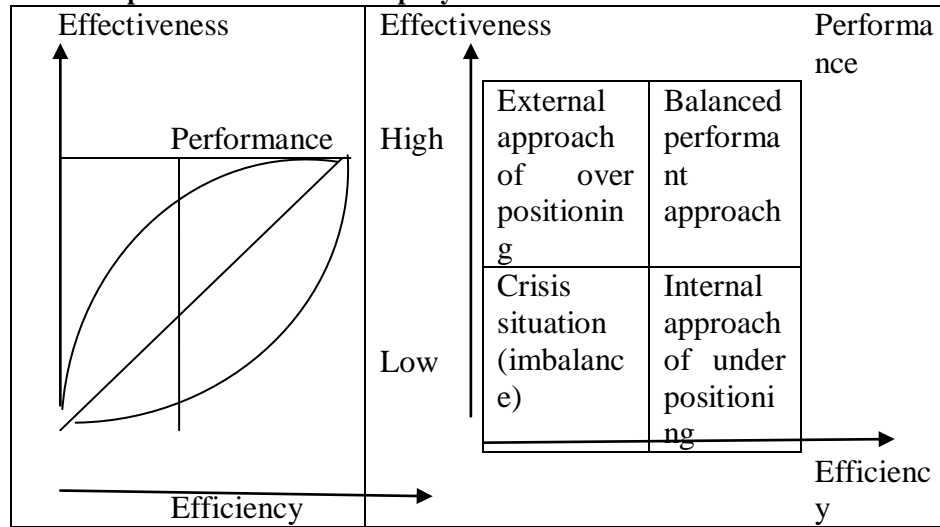 Effectiveness
Performance
Efficiency
Effectiveness
Performa
nce
High
Low
External
approach
of over
positionin
g
Balanced
performa
nt
approach
Crisis
situation
(imbalanc
e)
Internal
approach
of under
positioni
ng
Efficienc
y